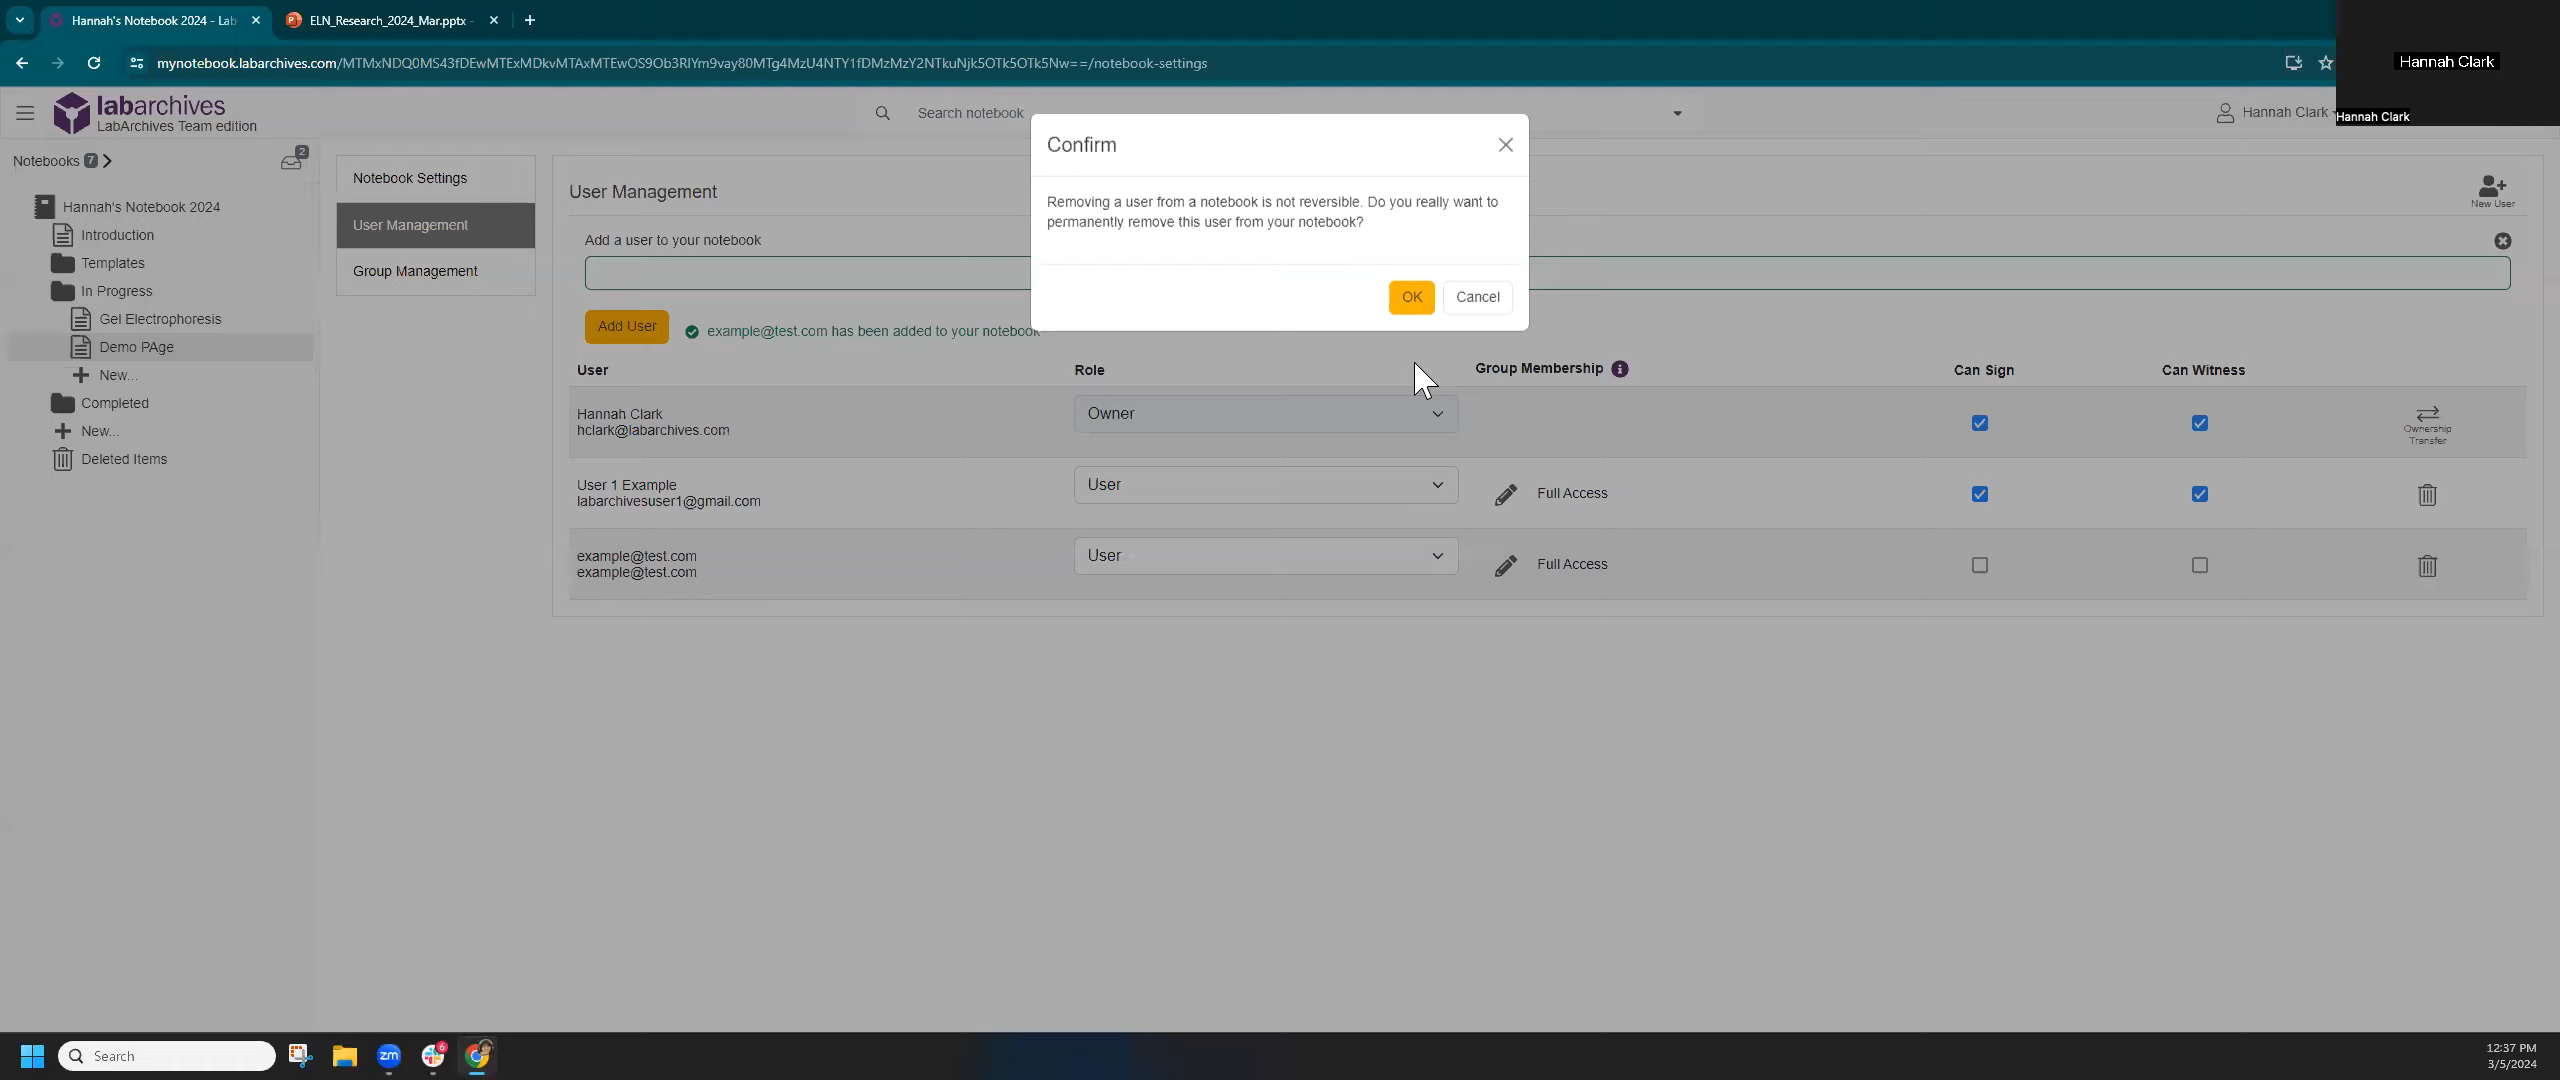 Hannah's Notebook 2024 - Lab
ELN_Research_2024_Mar.pptx -
mynotebook.labarchives.com/MTMxNDQ0MS43fDEwMTExMDkvMTAxMTEwOS9Ob3RlYm9vay80MTg4MzU4NTY1fDMzMzY2NTkuNjk5OTk5OTk5Nw==/notebook-settings
Hannah Clark
Hannah Clark
labarchives
LabArchives Team edition
Search notebook
Hannah Clark
Notebooks 7
2
Hannah's Notebook 2024
Introduction
Templates
In Progress
Gel Electrophoresis
Demo PAge
New...
Completed
New...
Deleted Items
Notebook Settings
User Management
Group Management
User Management
New User
Add a user to your notebook
Add User
example@test.com has been added to your notebook
Confirm
Removing a user from a notebook is not reversible. Do you really want to
permanently remove this user from your notebook?
OK Cancel
User Role Group Membership Can Sign Can Witness
Hannah Clark
hclark@labarchives.com
Owner
Ownership
Transfer
User 1 Example
labarchivesuser1@gmail.com
User
Full Access
example@test.com
example@test.com
User
Full Access
Search
zm
6
12:37 PM
3/5/2024